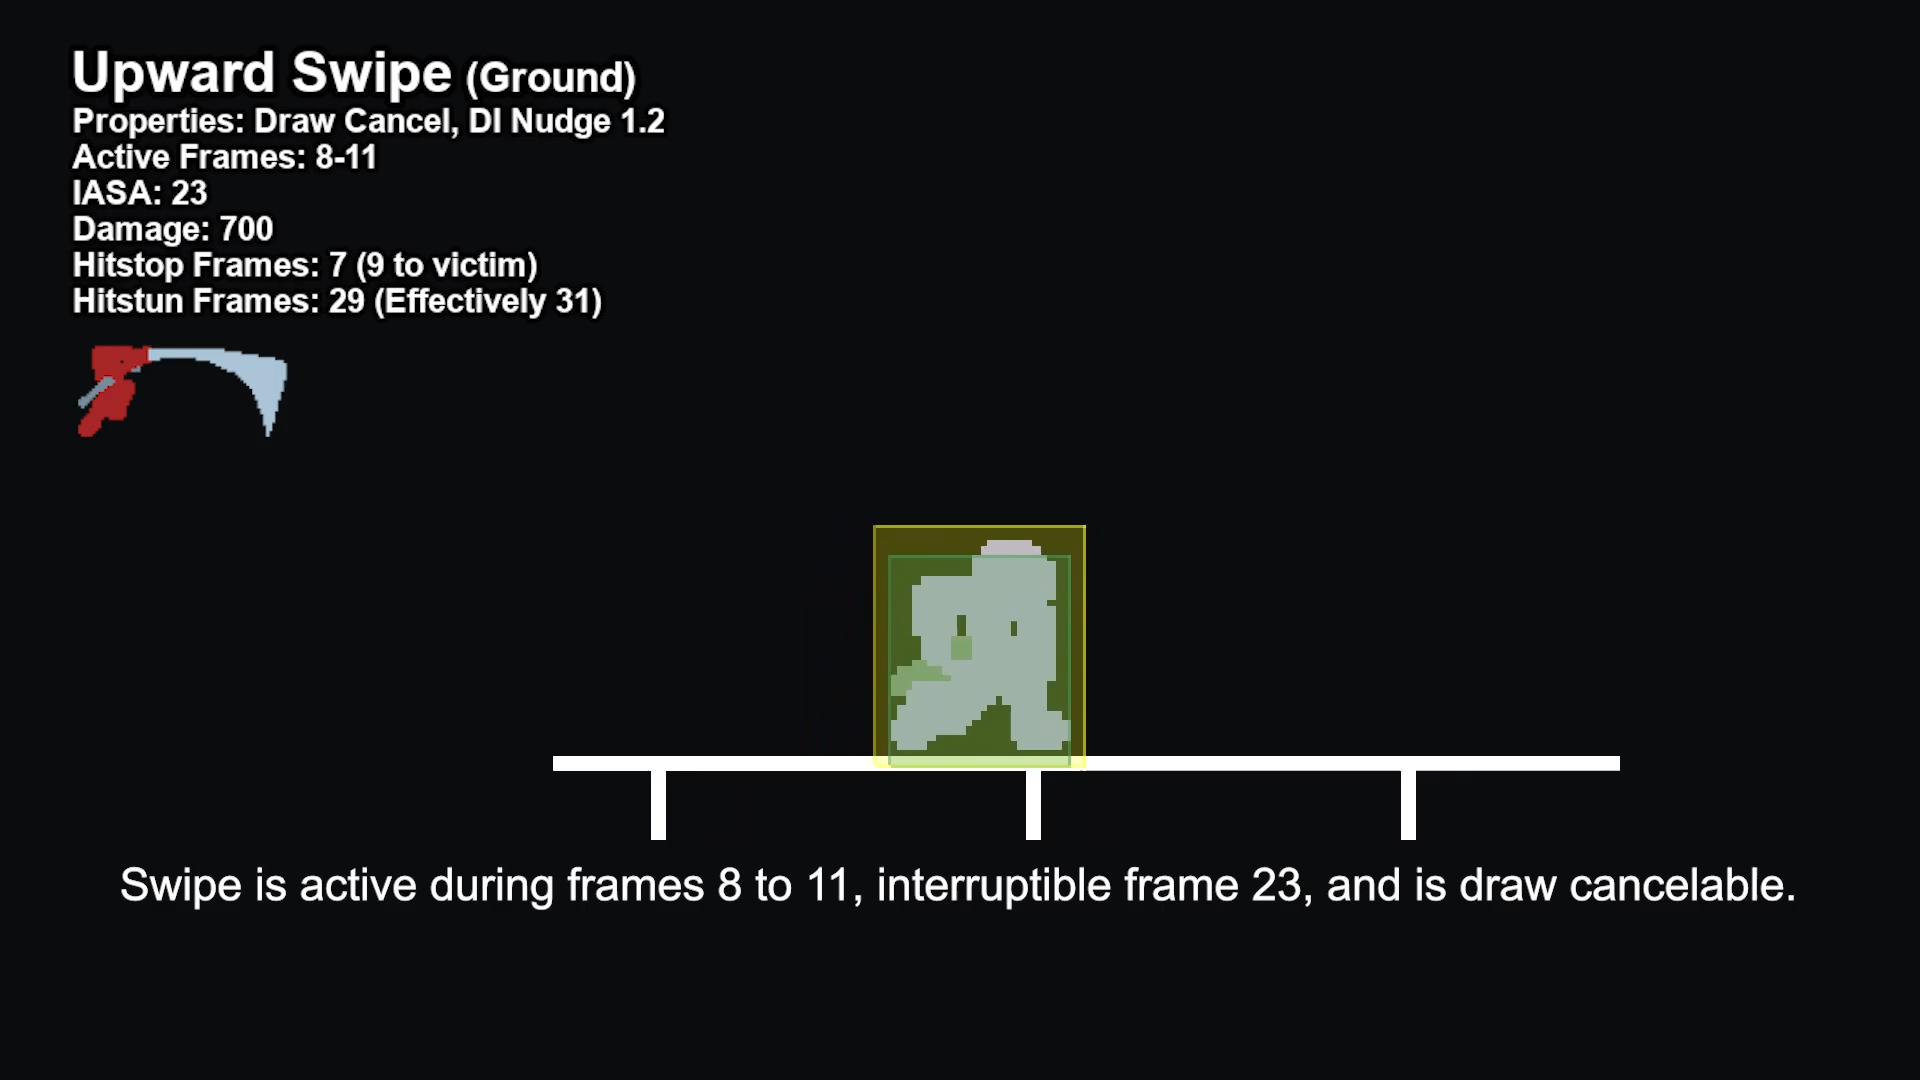 Upward Swipe (Ground)
Properties: Draw Cancel, DI Nudge 1.2
Active Frames: 8-11
IASA: 23
Damage: 700
Hitstop Frames: 7 (9 to victim)
Hitstun Frames: 29 (Effectively 31)
Swipe is active during frames 8 to 11, interruptible frame 23, and is draw cancelable.